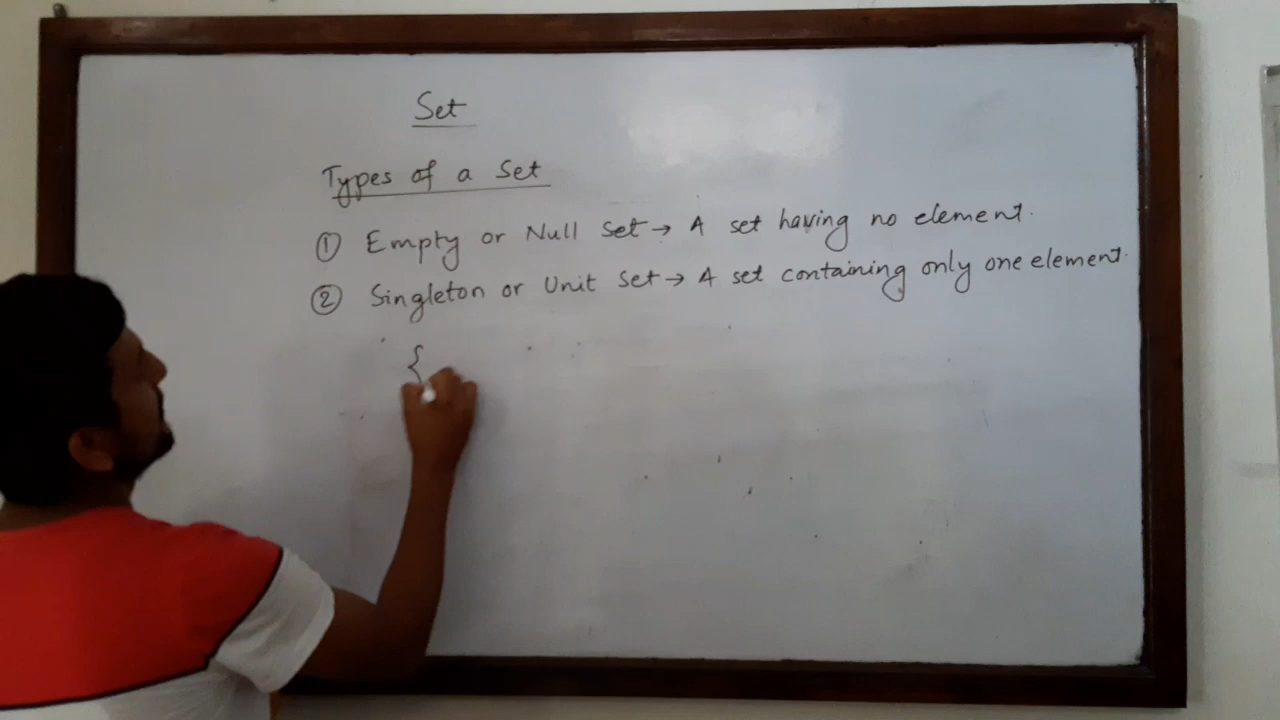 Set
Types of a Set
① Empty or Null Set → A set having no element.
② Singleton or Unit Set → A set containing only one element.
{